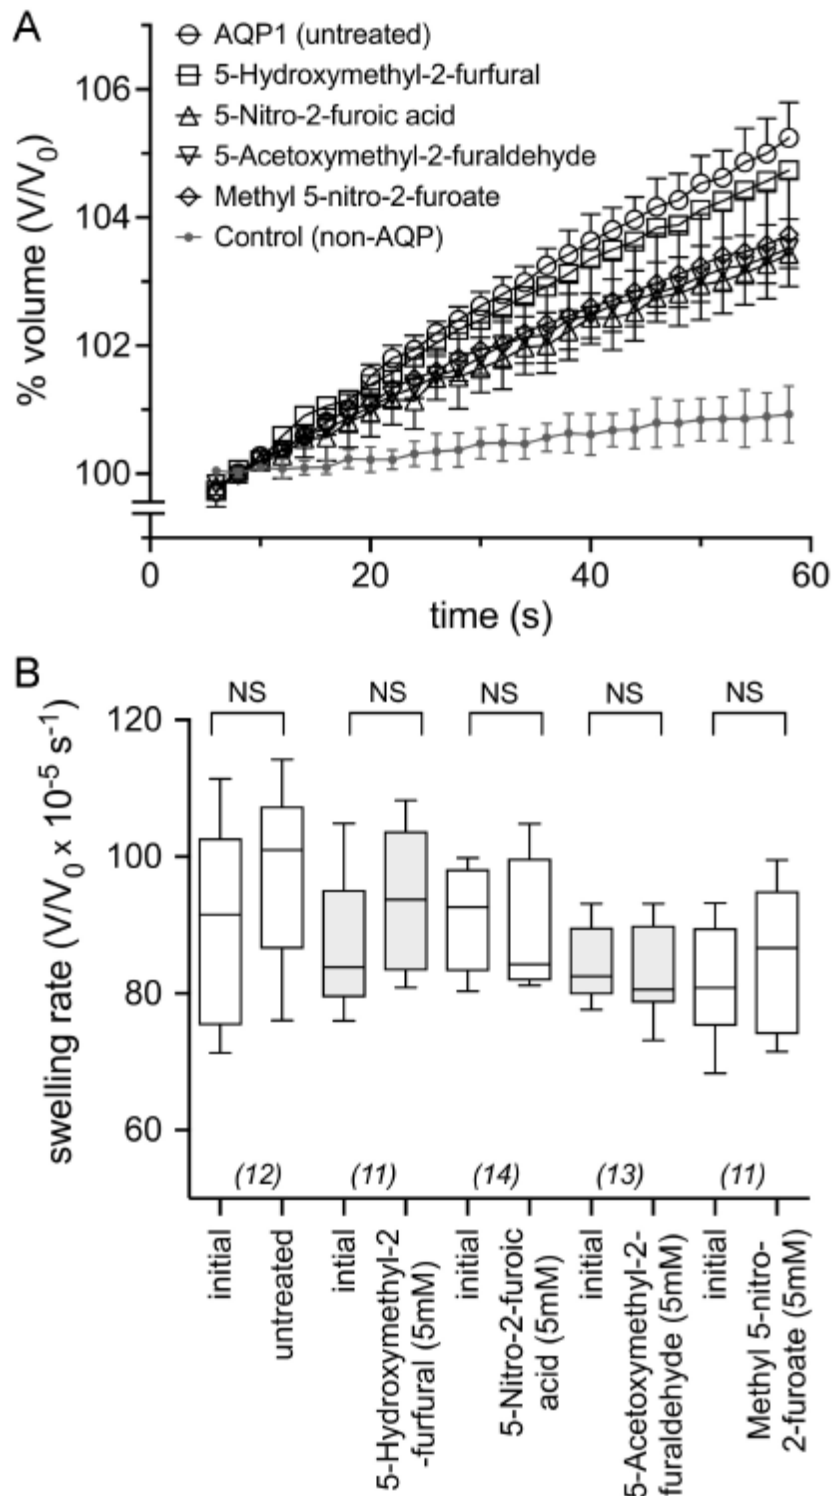 A
AQP1 (untreated)
5-Hydroxymethyl-2-furfural
5-Nitro-2-furoic acid
5-Acetoxymethyl-2-furaldehyde
Methyl 5-nitro-2-furoate
Control (non-AQP)
% volume (V/V₀)
106
104
102
100
0
20
40
60
time (s)
B
NS
NS
NS
NS
NS
swelling rate (V/V₀ x 10⁻⁵ s⁻¹)
120
100
80
60
(12)
(11)
(14)
(13)
(11)
initial
untreated
intial
5-Hydroxymethyl-2
-furfural (5mM)
initial
5-Nitro-2-furoic
acid (5mM)
initial
5-Acetoxymethyl-2-
furaldehyde (5mM)
initial
Methyl 5-nitro-
2-furoate (5mM)